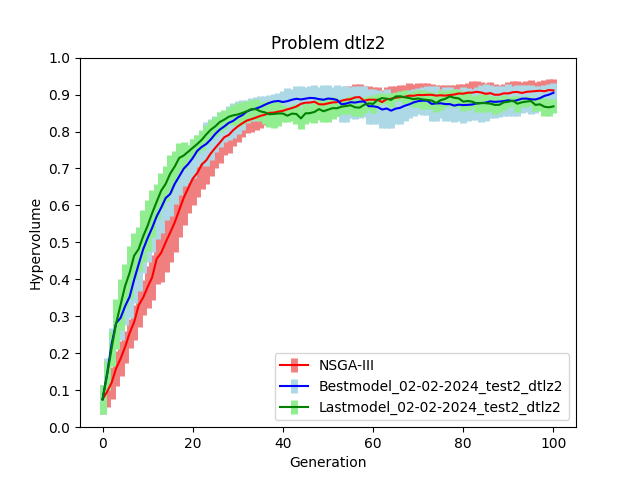 Problem dtlz2
1.0
0.9
0.8
0.7
0.6
0.5
0.4
0.3
0.2
0.1
0.0
Hypervolume
NSGA-III
Bestmodel_02-02-2024_test2_dtlz2
Lastmodel_02-02-2024_test2_dtlz2
0 20 40 60 80 100
Generation